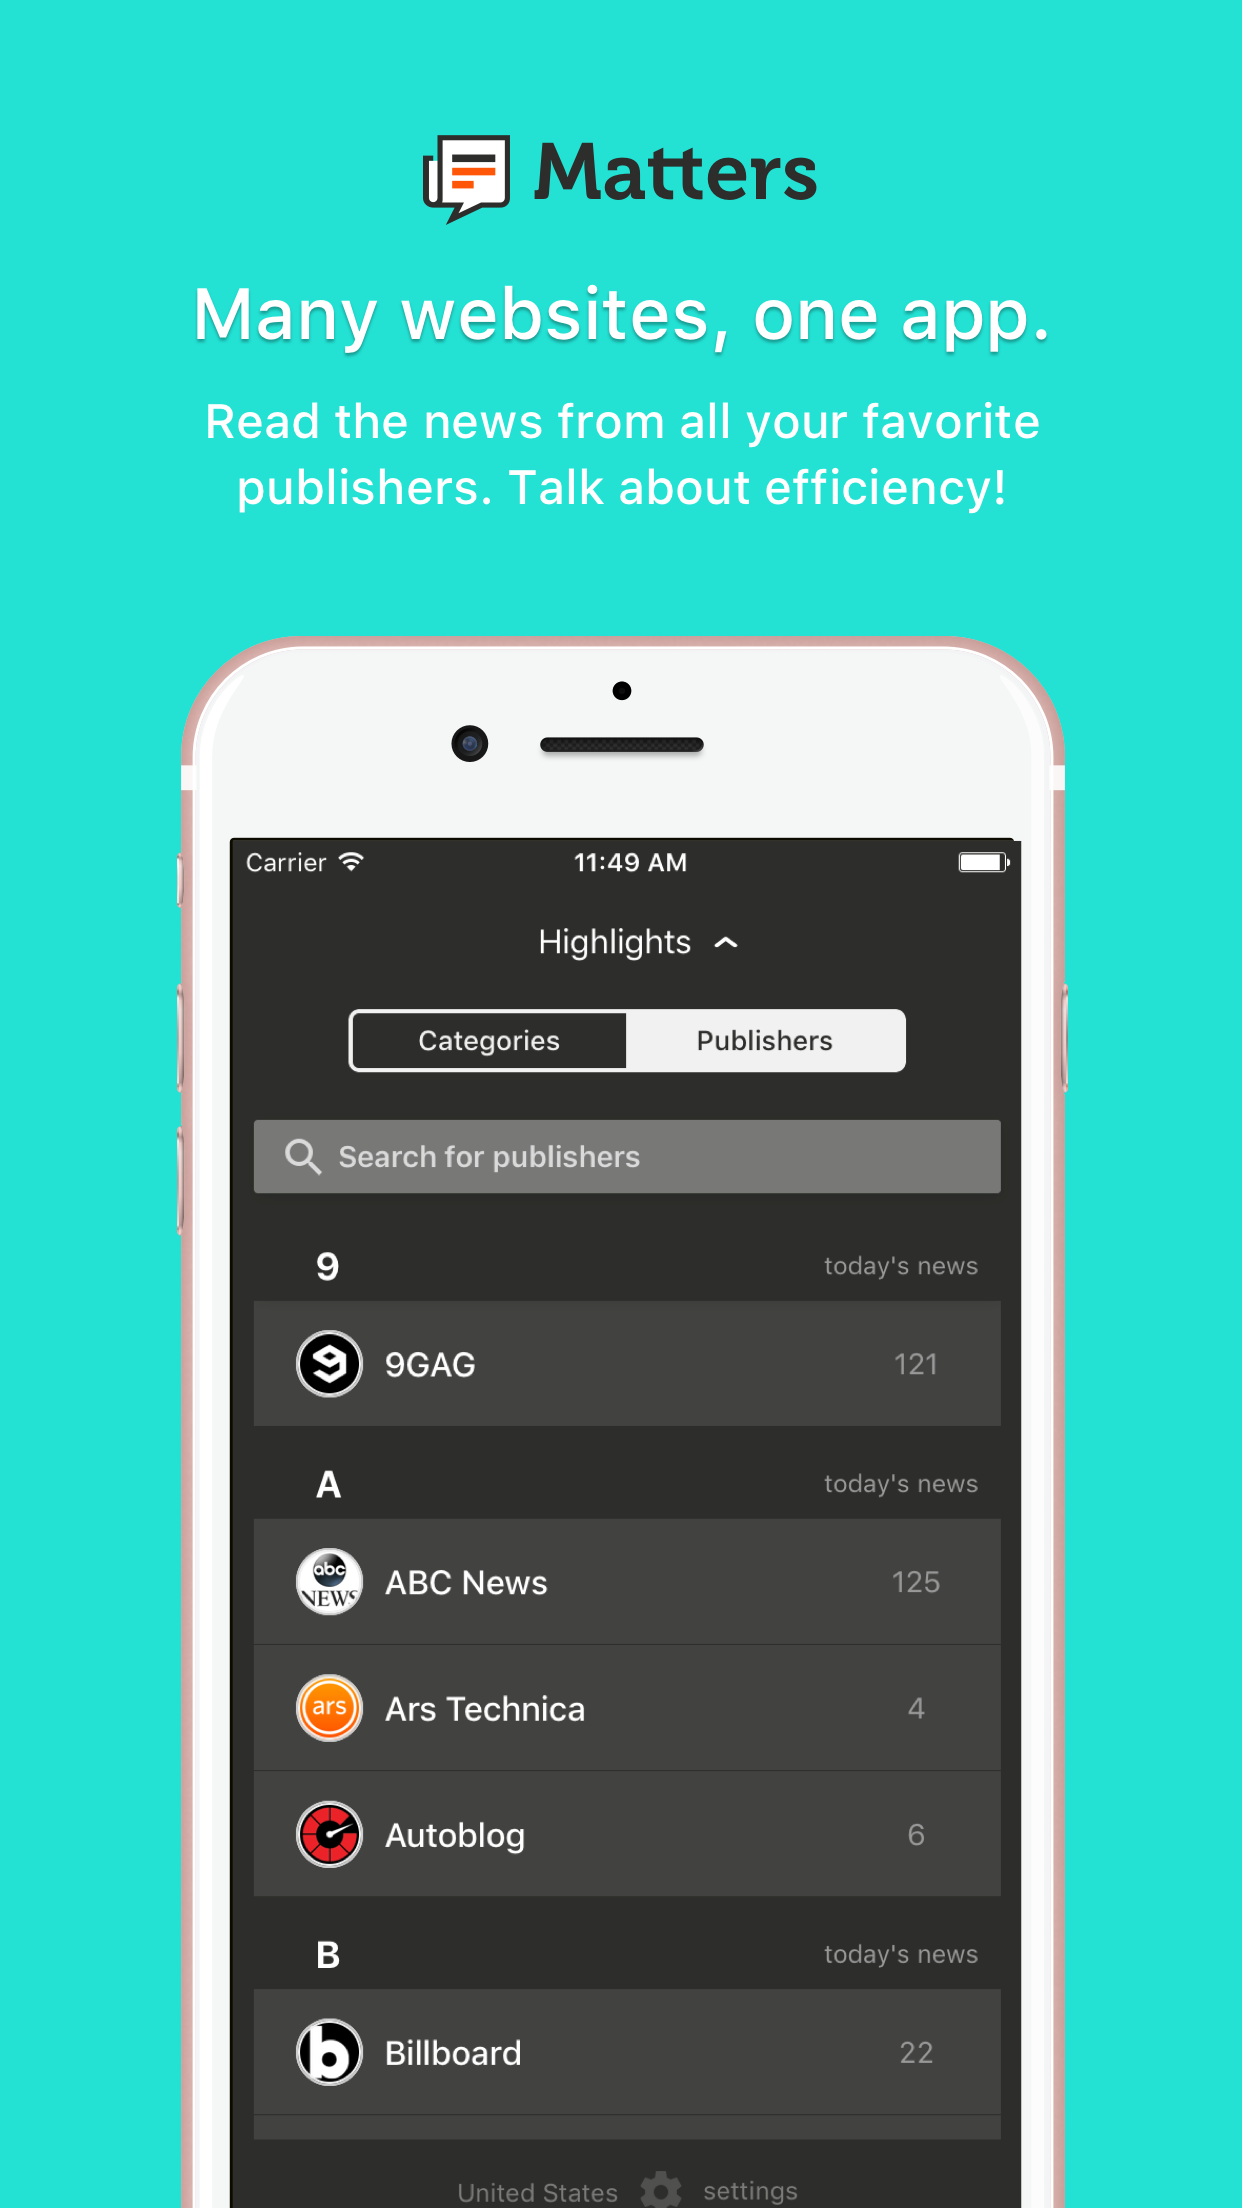 Matters
Many websites, one app.
Read the news from all your favorite
publishers. Talk about efficiency!
Carrier 11:49 AM
Highlights
Categories Publishers
Search for publishers
9 today's news
9 9GAG 121
A today's news
abc NEWS ABC News 125
ars Ars Technica 4
Autoblog 6
B today's news
b Billboard 22
United States settings